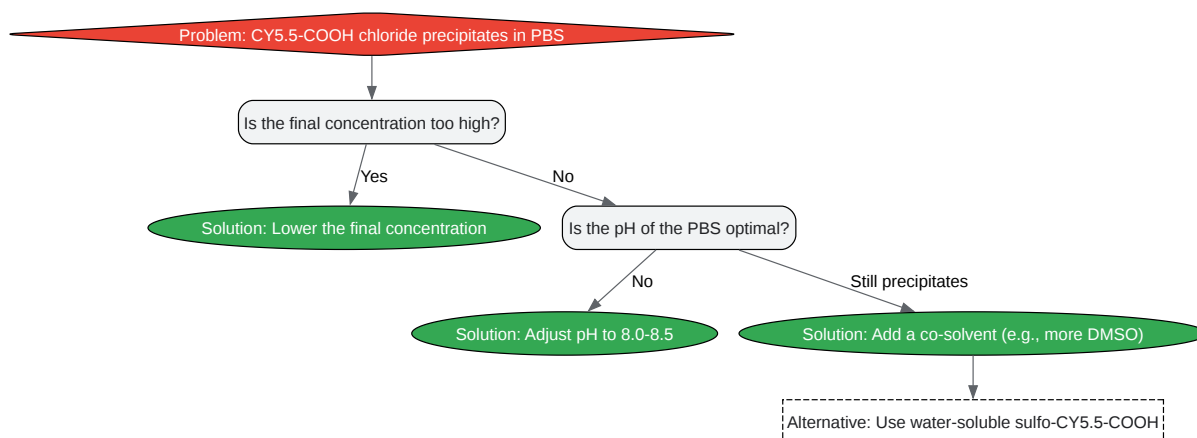 Problem: CY5.5-COOH chloride precipitates in PBS
Is the final concentration too high?
Yes
No
Solution: Lower the final concentration
Is the pH of the PBS optimal?
No
Still precipitates
Solution: Adjust pH to 8.0-8.5
Solution: Add a co-solvent (e.g., more DMSO)
Alternative: Use water-soluble sulfo-CY5.5-COOH